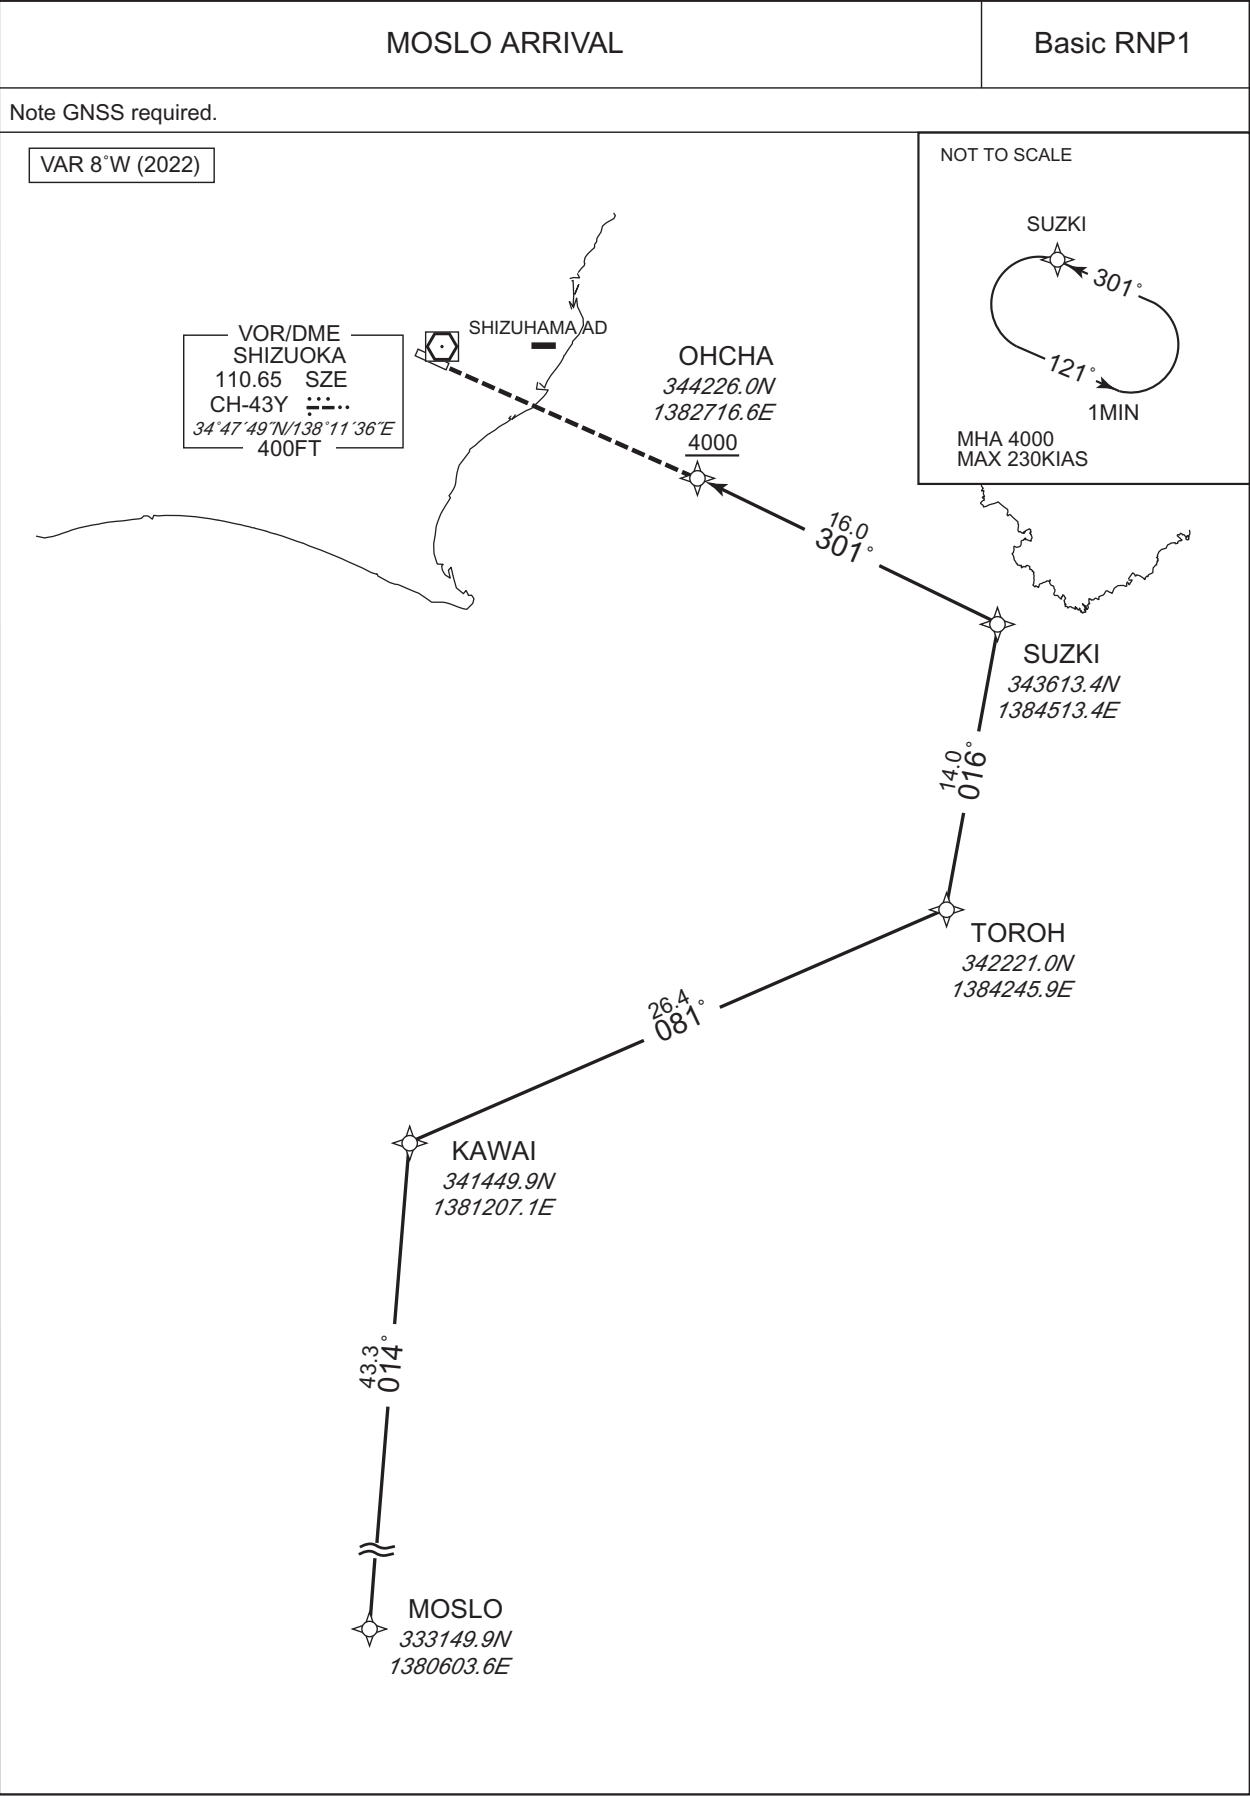 MOSLO ARRIVAL
Basic RNP1
Note GNSS required.
VAR 8°W (2022)
NOT TO SCALE
SUZKI
301°
121°
1MIN
MHA 4000
MAX 230KIAS
VOR/DME
SHIZUOKA
110.65 SZE
CH-43Y
34°47′49″N/138°11′36″E
400FT
SHIZUHAMA AD
OHCHA
344226.0N
1382716.6E
4000
16.0
301°
SUZKI
343613.4N
1384513.4E
14.0
016°
TOROH
342221.0N
1384245.9E
26.4
081°
KAWAI
341449.9N
1381207.1E
43.3
014°
MOSLO
333149.9N
1380603.6E